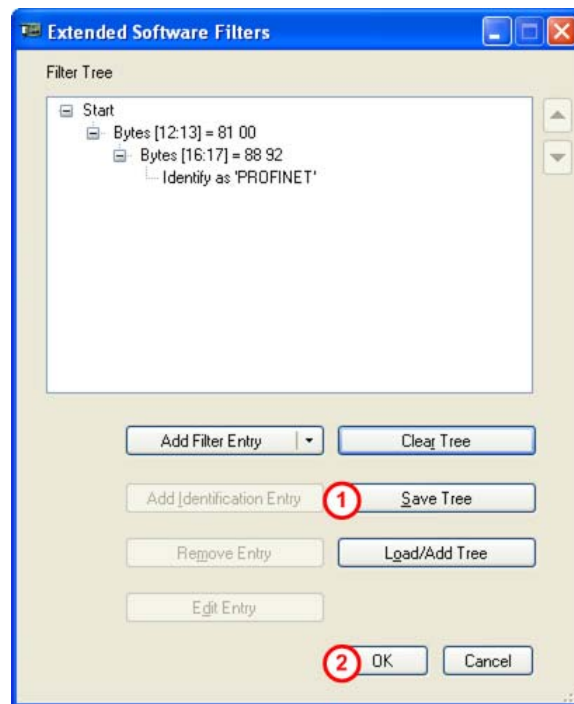 Extended Software Filters
Filter Tree
Start
Bytes [12:13] = 81 00
Bytes [16:17] = 88 92
Identify as 'PROFINET'
Add Filter Entry
Clear Tree
Add Identification Entry
1
Save Tree
Remove Entry
Load/Add Tree
Edit Entry
2
OK
Cancel